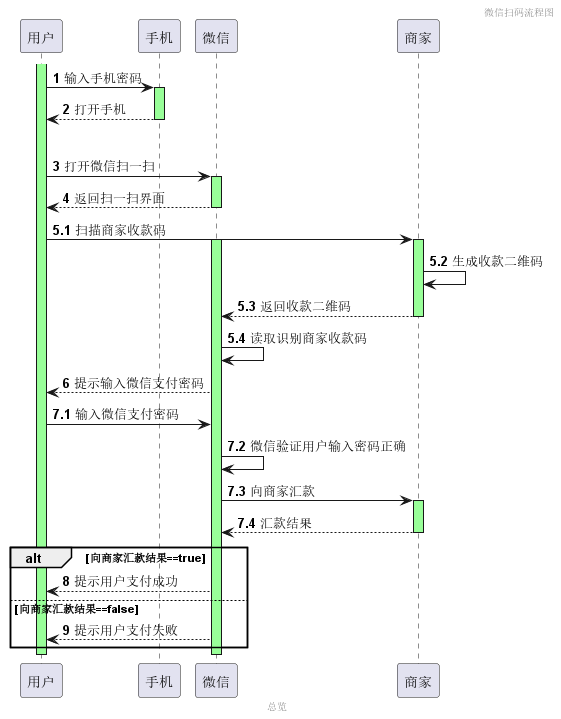 微信扫码流程图
用户 手机 微信 商家
1 输入手机密码
2 打开手机
3 打开微信扫一扫
4 返回扫一扫界面
5.1 扫描商家收款码
5.2 生成收款二维码
5.3 返回收款二维码
5.4 读取识别商家收款码
6 提示输入微信支付密码
7.1 输入微信支付密码
7.2 微信验证用户输入密码正确
7.3 向商家汇款
7.4 汇款结果
alt [向商家汇款结果==true]
8 提示用户支付成功
[向商家汇款结果==false]
9 提示用户支付失败
用户 手机 微信 商家
总览